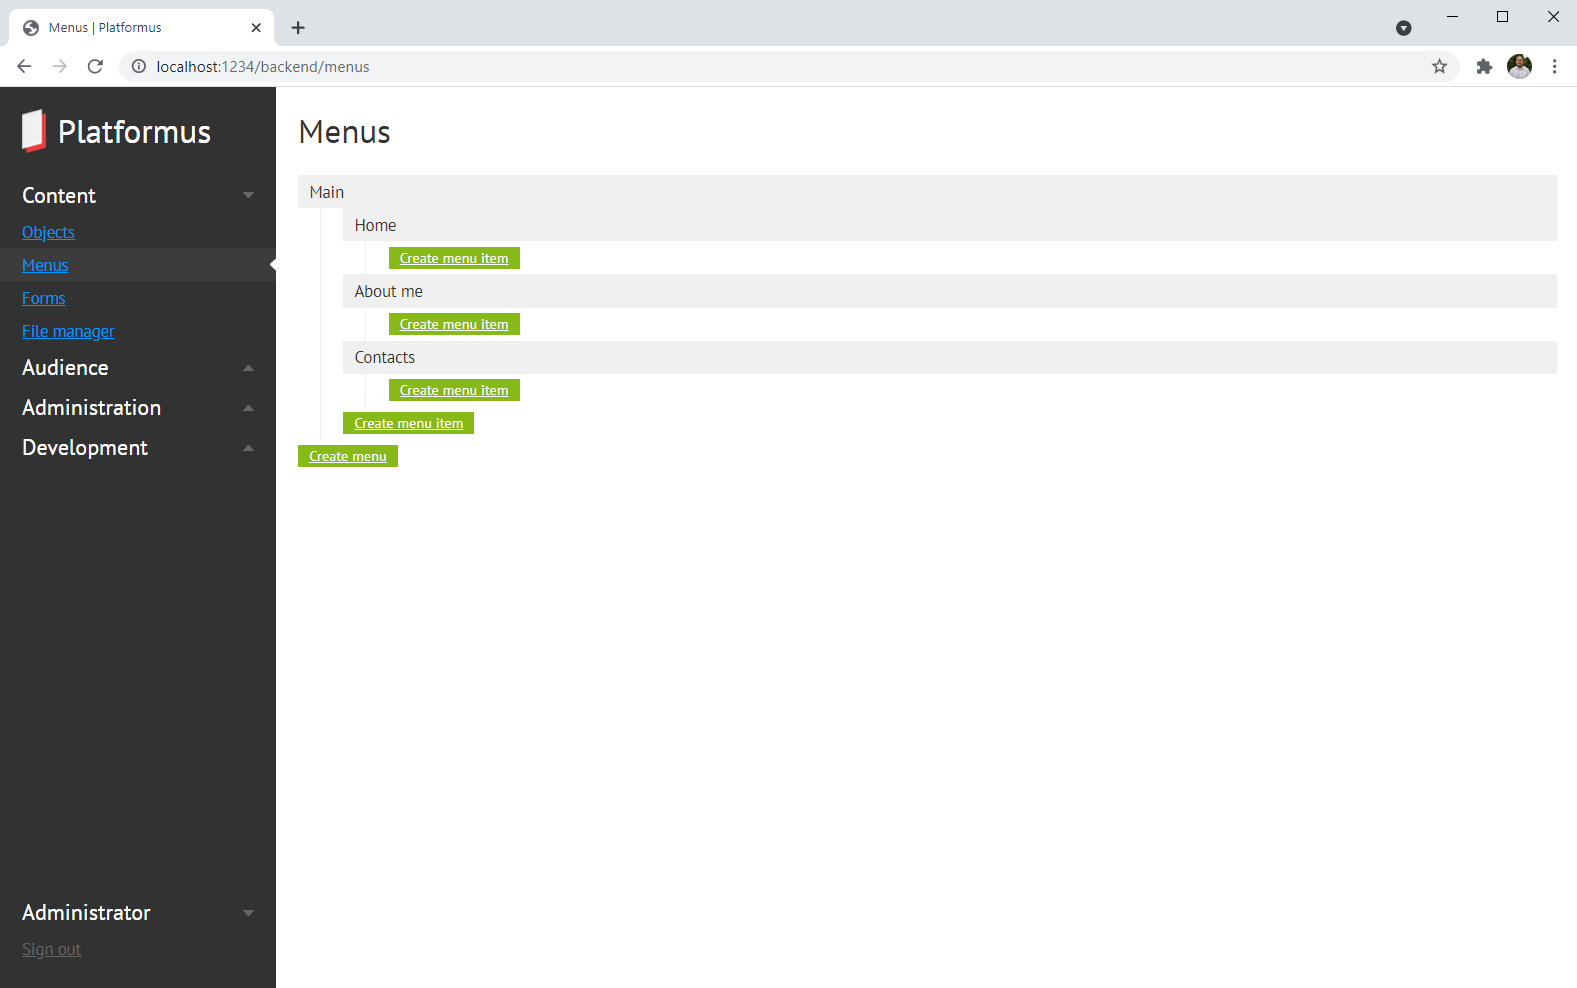 Menus | Platformus
localhost:1234/backend/menus
Platformus
Content
Objects
Menus
Forms
File manager
Audience
Administration
Development
Administrator
Sign out
Menus
Main
Home
Create menu item
About me
Create menu item
Contacts
Create menu item
Create menu item
Create menu